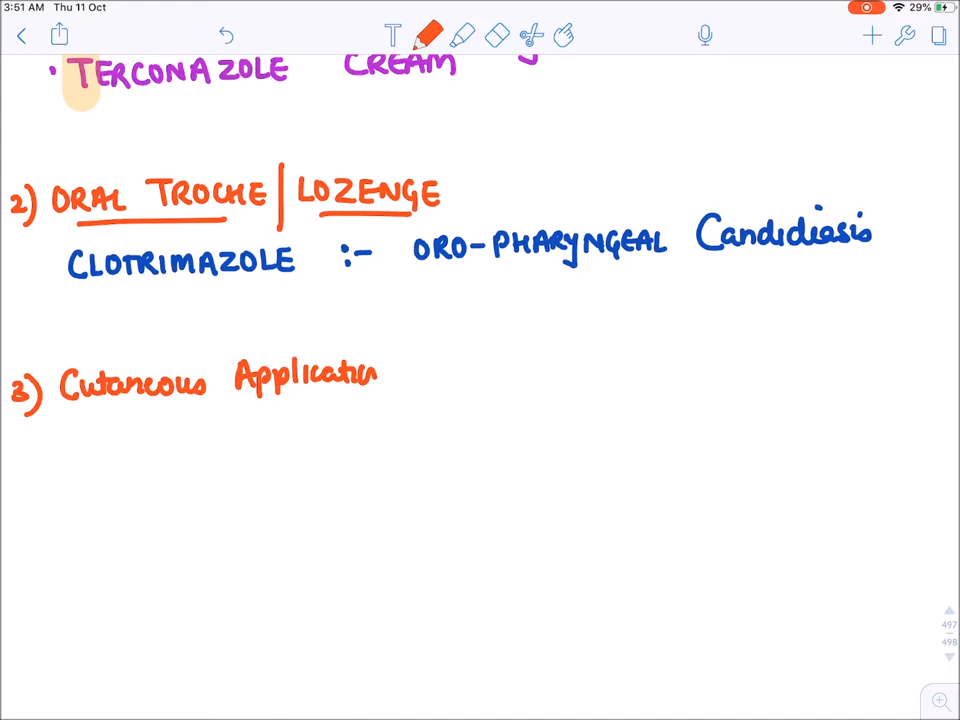 3:51 AM Thu 11 Oct 29%
T
• TERCONAZOLE CREAM
2) ORAL TROCHE | LOZENGE
CLOTRIMAZOLE :- ORO-PHARYNGEAL Candidiasis
3) Cutaneous Application
497
498